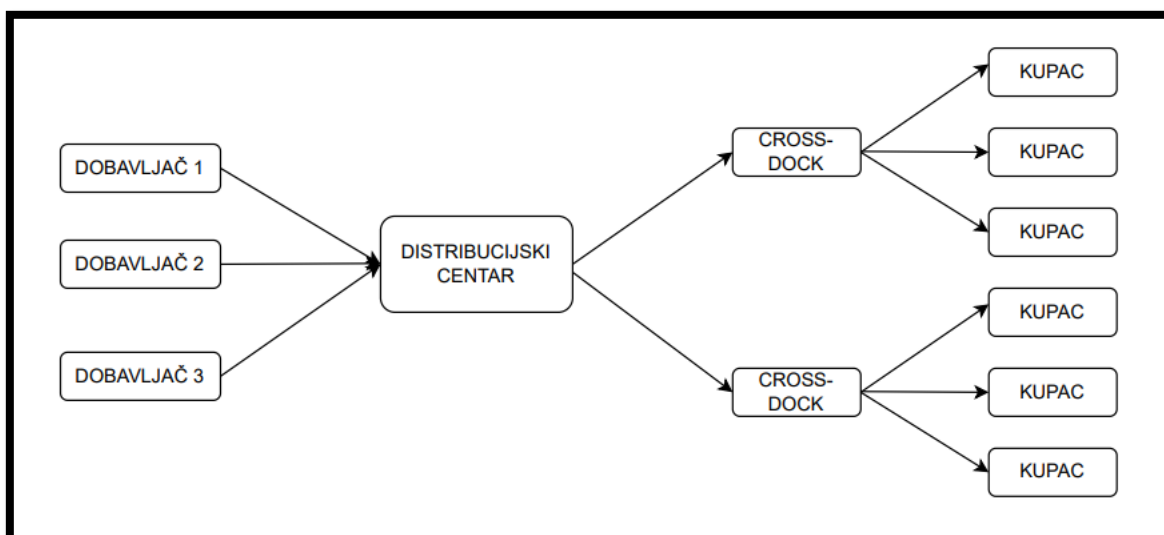 DOBAVLJAČ 1
DOBAVLJAČ 2
DOBAVLJAČ 3
DISTRIBUCIJSKI
CENTAR
CROSS-
DOCK
CROSS-
DOCK
KUPAC
KUPAC
KUPAC
KUPAC
KUPAC
KUPAC